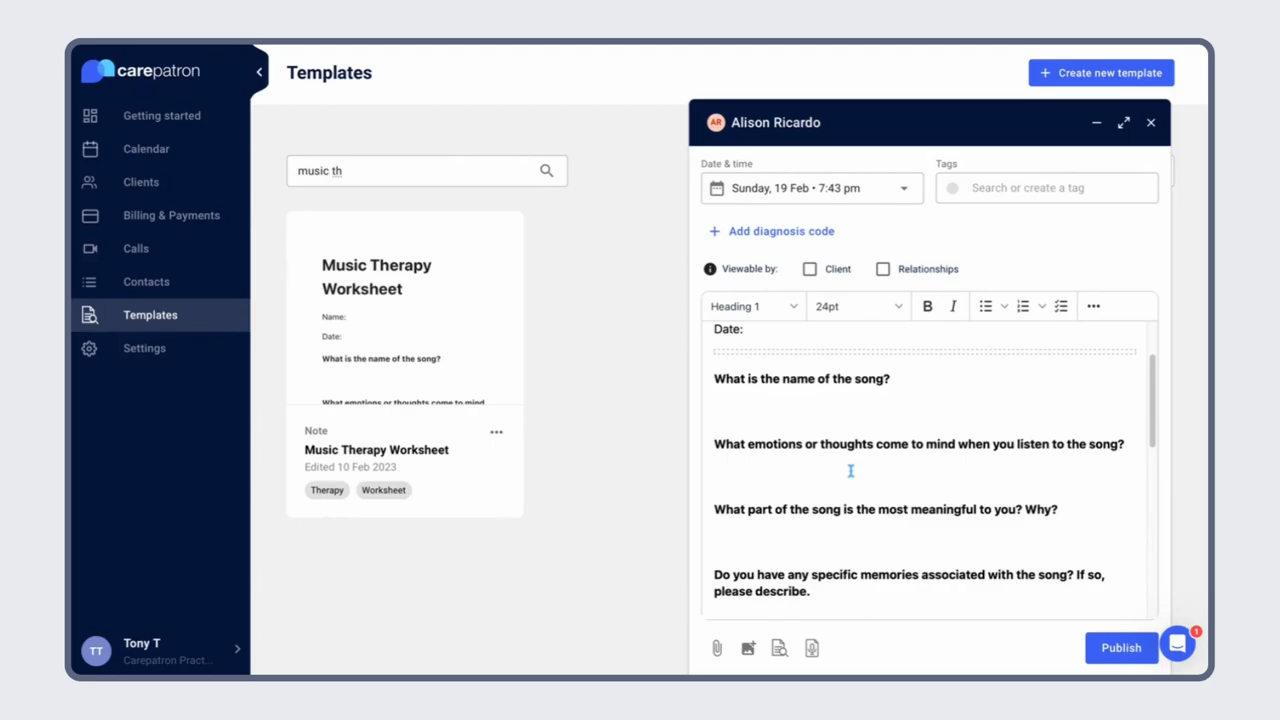 carepatron
Getting started
Calendar
Clients
Billing & Payments
Calls
Contacts
Templates
Settings
TT
Tony T
Carepatron Pract...
Templates
+ Create new template
music th
Music Therapy
Worksheet
Name:
Date:
What is the name of the song?
What emotions or thoughts come to mind
Note
Music Therapy Worksheet
Edited 10 Feb 2023
Therapy
Worksheet
AR
Alison Ricardo
Date & time
Tags
Sunday, 19 Feb • 7:43 pm
Search or create a tag
+ Add diagnosis code
Viewable by:
Client
Relationships
Heading 1
24pt
B
I
Date:
What is the name of the song?
What emotions or thoughts come to mind when you listen to the song?
What part of the song is the most meaningful to you? Why?
Do you have any specific memories associated with the song? If so,
please describe.
Publish
1